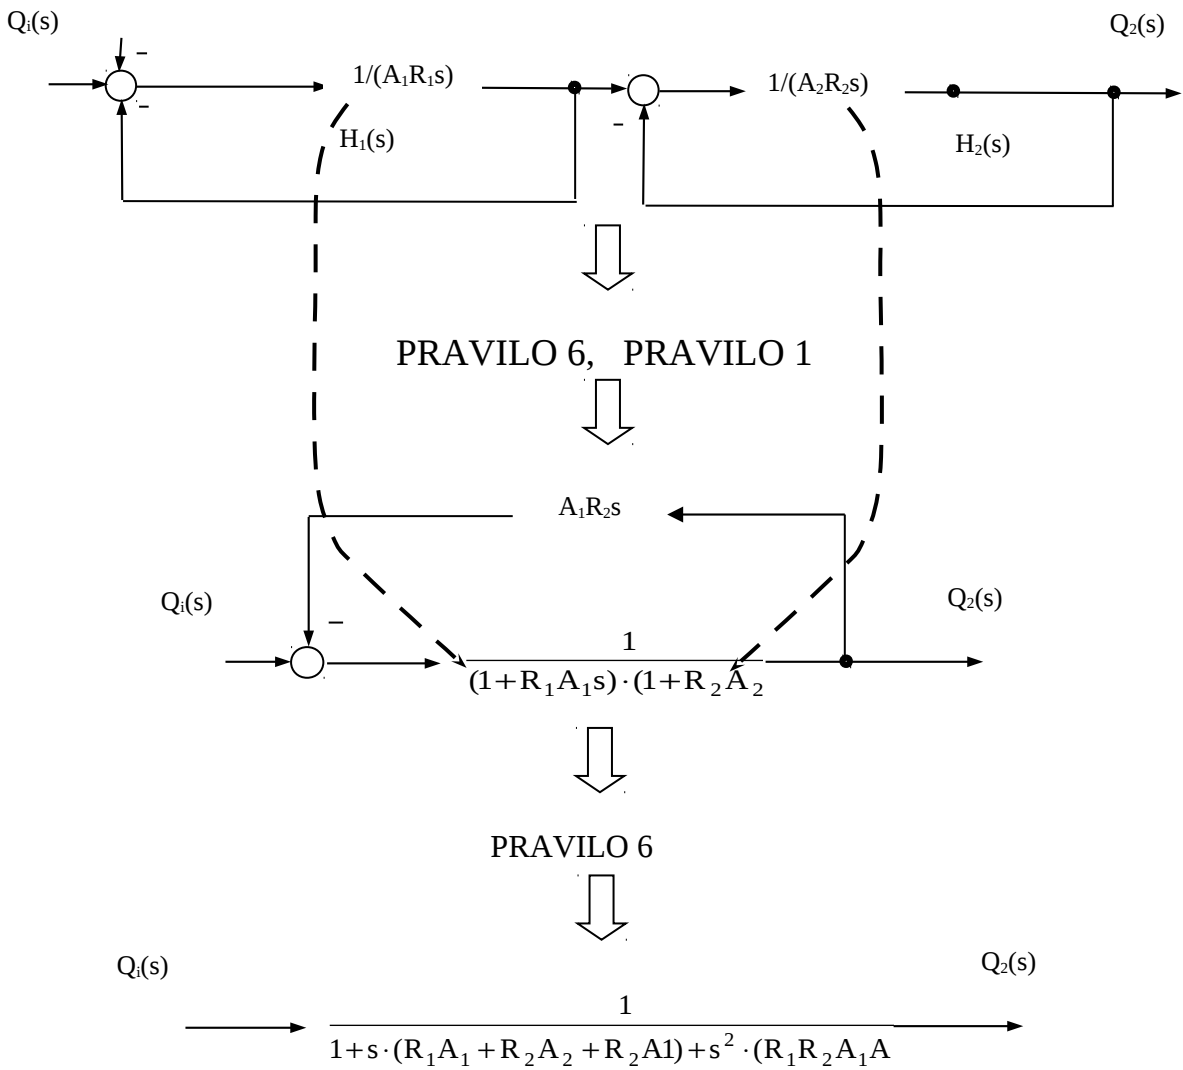 Qᵢ(s)
Q₂(s)
−
1/(A₁R₁s)
1/(A₂R₂s)
−
−
H₁(s)
H₂(s)
PRAVILO 6, PRAVILO 1
A₁R₂s
Qᵢ(s)
Q₂(s)
−
1
(1+R₁A₁s)·(1+R₂A₂
PRAVILO 6
Qᵢ(s)
Q₂(s)
1
1+s·(R₁A₁+R₂A₂+R₂A1)+s²·(R₁R₂A₁A